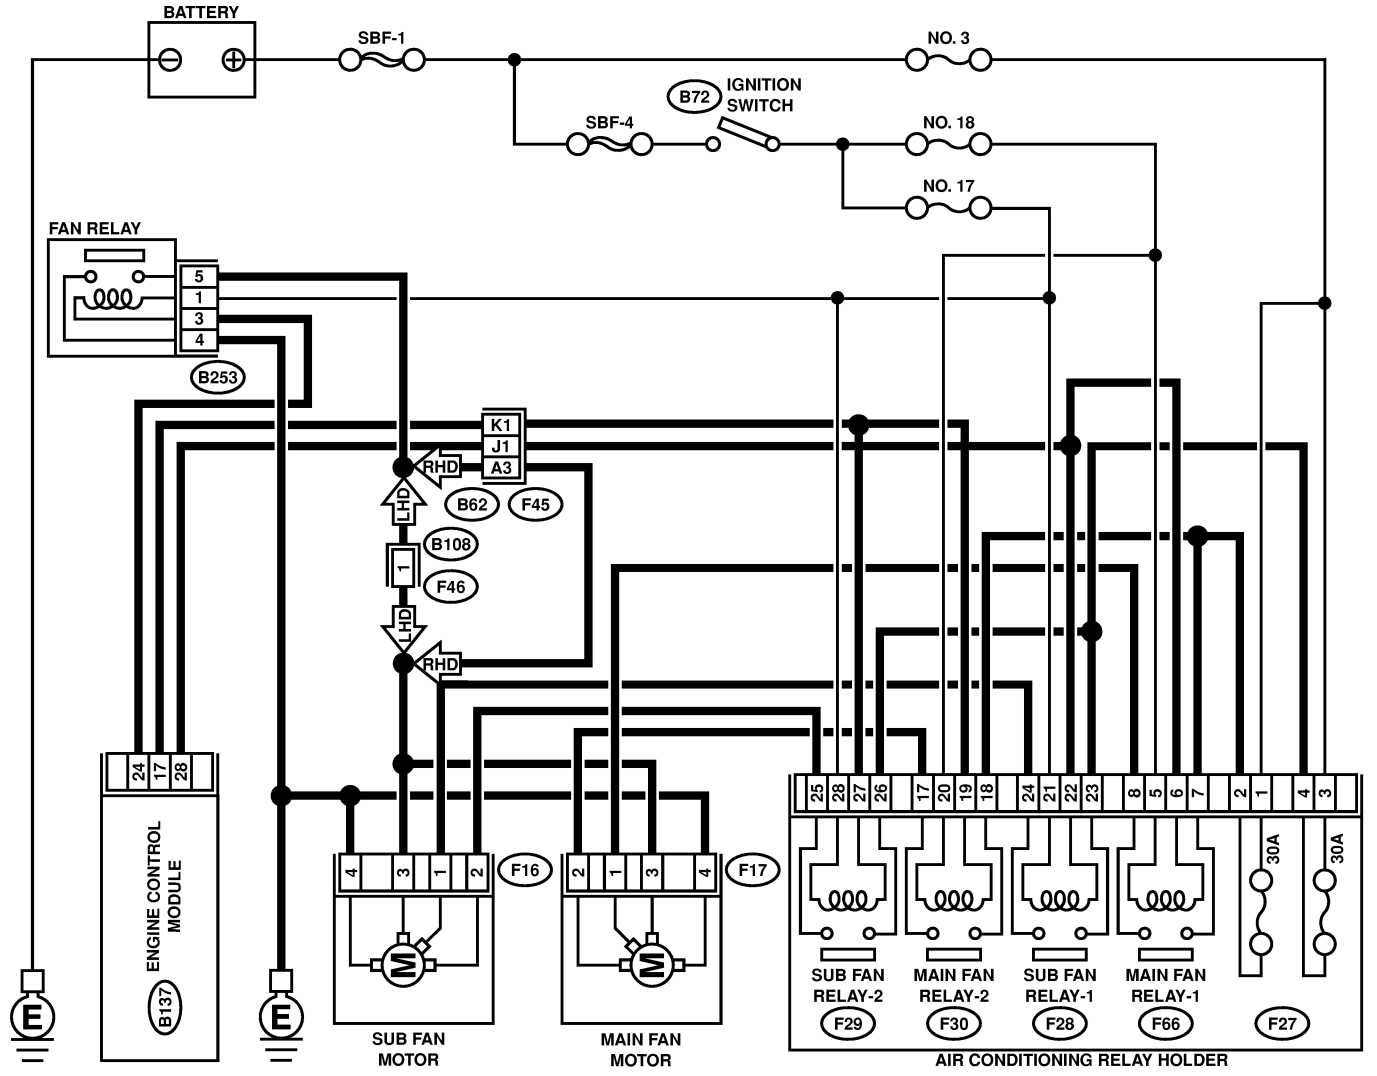 BATTERY
SBF-1
NO. 3
B72
IGNITION
SWITCH
SBF-4
NO. 18
NO. 17
FAN RELAY
5
1
3
4
B253
K1
J1
A3
RHD
B62
F45
LHD
B108
1
F46
LHD
RHD
24 17 28
ENGINE CONTROL
MODULE
B137
E
E
4 3 1 2
F16
M
SUB FAN
MOTOR
2 1 3 4
F17
M
MAIN FAN
MOTOR
25 28 27 26 17 20 19 18 24 21 22 23 8 5 6 7 2 1 4 3
30A
30A
SUB FAN
RELAY-2
F29
MAIN FAN
RELAY-2
F30
SUB FAN
RELAY-1
F28
MAIN FAN
RELAY-1
F66
F27
AIR CONDITIONING RELAY HOLDER